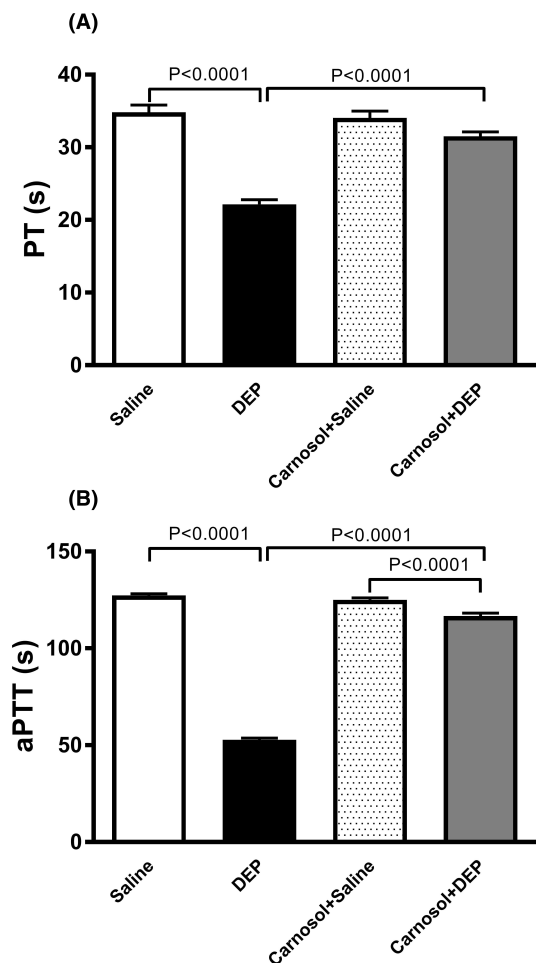 (A)
P<0.0001
P<0.0001
40
30
20
10
0
PT (s)
Saline
DEP
Carnosol+Saline
Carnosol+DEP
(B)
P<0.0001
P<0.0001
P<0.0001
150
100
50
0
aPTT (s)
Saline
DEP
Carnosol+Saline
Carnosol+DEP